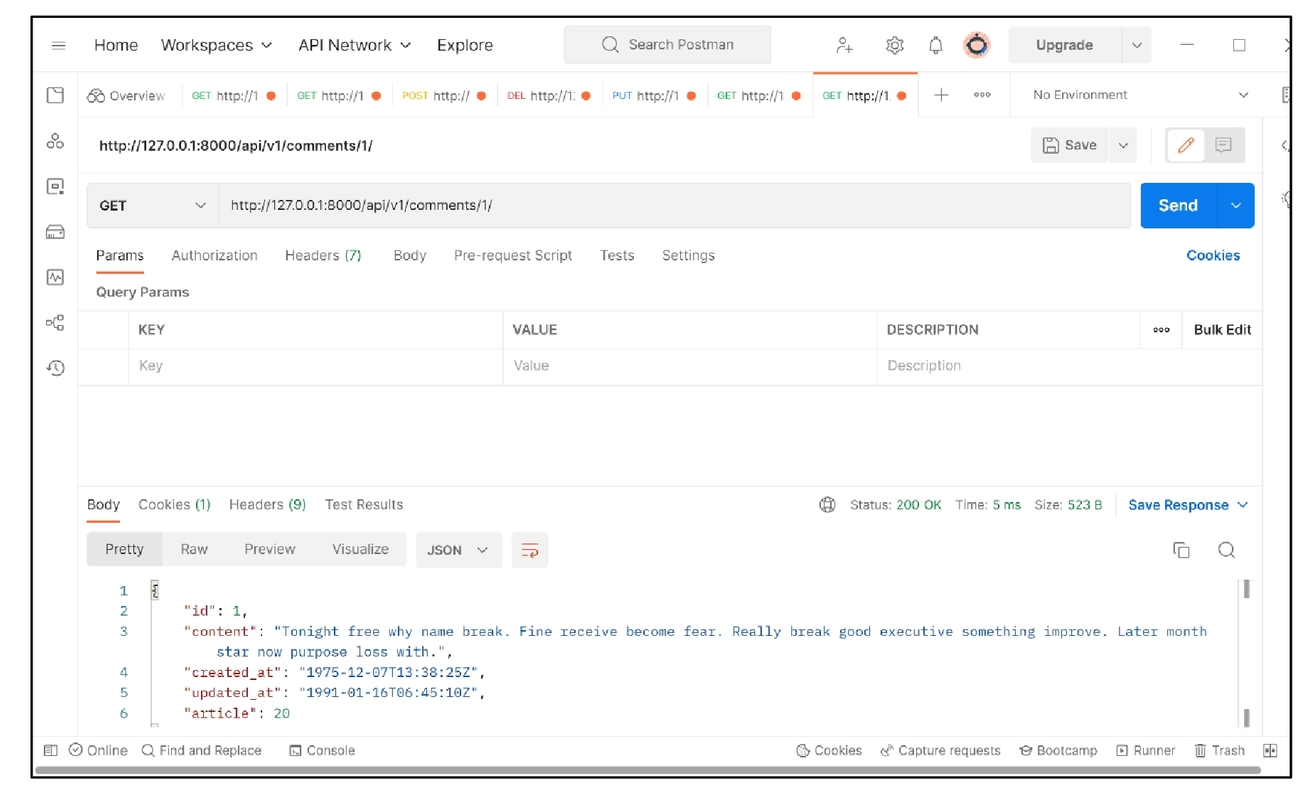 Home Workspaces API Network Explore Search Postman Upgrade
Overview GET http://1 GET http://1 POST http:// DEL http://1: PUT http://1 GET http://1 GET http://1. No Environment
http://127.0.0.1:8000/api/v1/comments/1/ Save
GET http://127.0.0.1:8000/api/v1/comments/1/ Send
Params Authorization Headers (7) Body Pre-request Script Tests Settings Cookies
Query Params
KEY VALUE DESCRIPTION Bulk Edit
Key Value Description
Body Cookies (1) Headers (9) Test Results Status: 200 OK Time: 5 ms Size: 523 B Save Response
Pretty Raw Preview Visualize JSON
1 {
2 "id": 1,
3 "content": "Tonight free why name break. Fine receive become fear. Really break good executive something improve. Later month
star now purpose loss with.",
4 "created_at": "1975-12-07T13:38:25Z",
5 "updated_at": "1991-01-16T06:45:10Z",
6 "article": 20
Online Find and Replace Console Cookies Capture requests Bootcamp Runner Trash